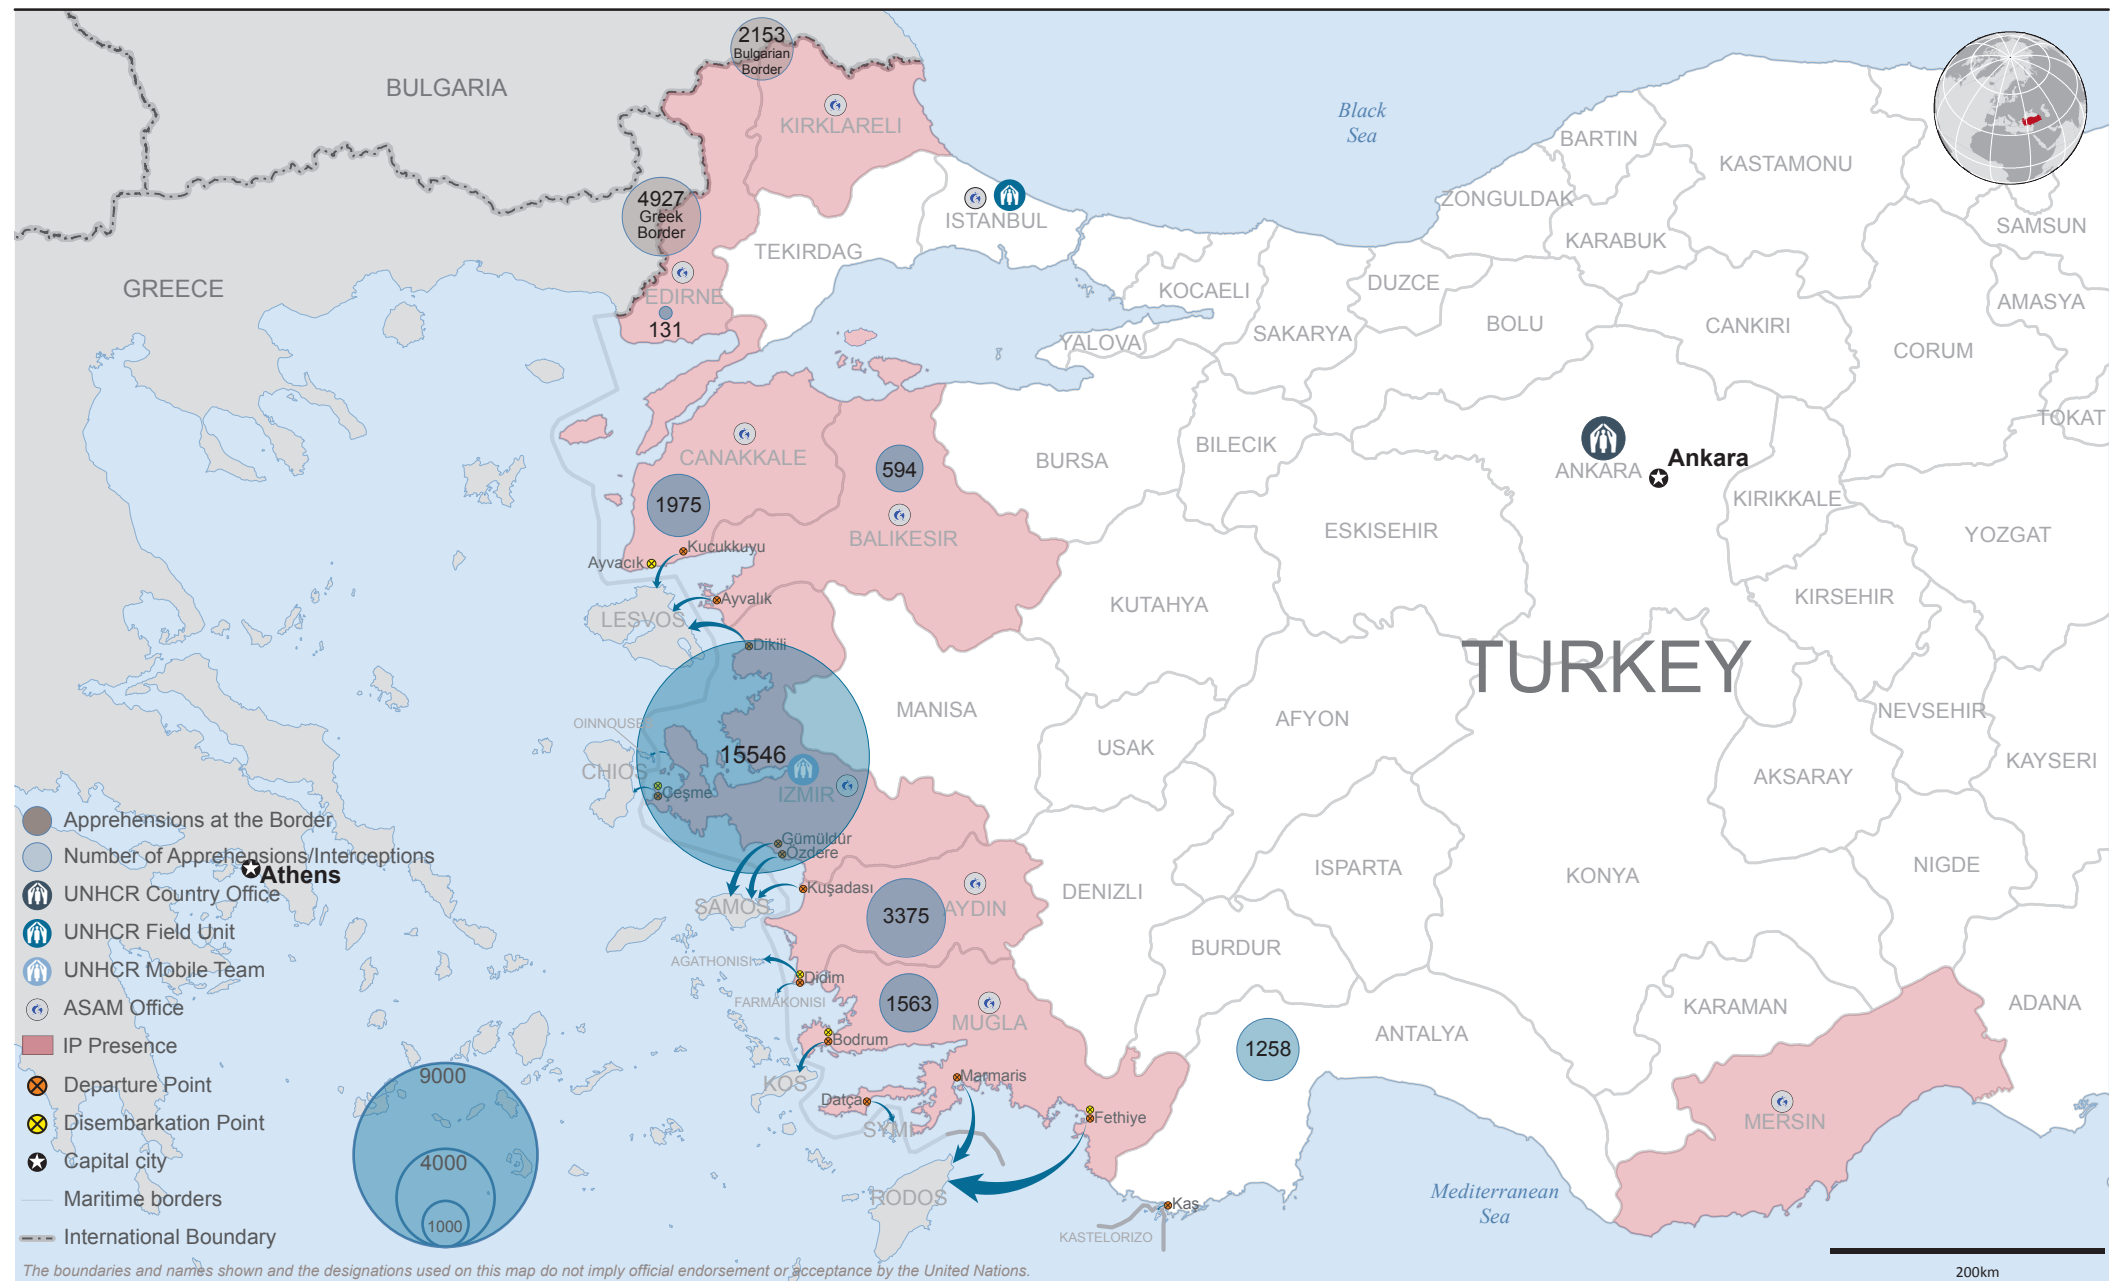 2153
Bulgarian
Border
BULGARIA
KIRKLARELI
Black
Sea
BARTIN
KASTAMONU
ZONGULDAK
SAMSUN
4927
Greek
Border
ISTANBUL
KARABUK
TEKIRDAG
GREECE
EDIRNE
131
KOCAELI
DUZCE
AMASYA
SAKARYA
BOLU
CANKIRI
YALOVA
CORUM
TOKAT
CANAKKALE
594
BURSA
BILECIK
ANKARA
Ankara
1975
KIRIKKALE
BALIKESIR
ESKISEHIR
YOZGAT
Kucukkuyu
Ayvacık
Ayvalık
LESVOS
KUTAHYA
KIRSEHIR
Dikili
TURKEY
MANISA
AFYON
NEVSEHIR
OINNOUSE
15546
USAK
KAYSERI
CHIOS
Çeşme
IZMIR
AKSARAY
Apprehensions at the Border
Gümüldür
Özdere
Number of Apprehensions/Interceptions
Athens
ISPARTA
NIGDE
KONYA
UNHCR Country Office
Kuşadası
DENIZLI
SAMOS
3375
AYDIN
UNHCR Field Unit
BURDUR
AGATHONISI
UNHCR Mobile Team
Didim
FARMAKONISI
1563
MUGLA
KARAMAN
ADANA
ASAM Office
ANTALYA
Bodrum
1258
IP Presence
9000
KOS
Marmaris
Departure Point
Datça
Fethiye
Disembarkation Point
SYMI
MERSIN
4000
Capital city
RODOS
Mediterranean
Sea
Maritime borders
Kaş
1000
International Boundary
KASTELORIZO
The boundaries and names shown and the designations used on this map do not imply official endorsement or acceptance by the United Nations.
200km